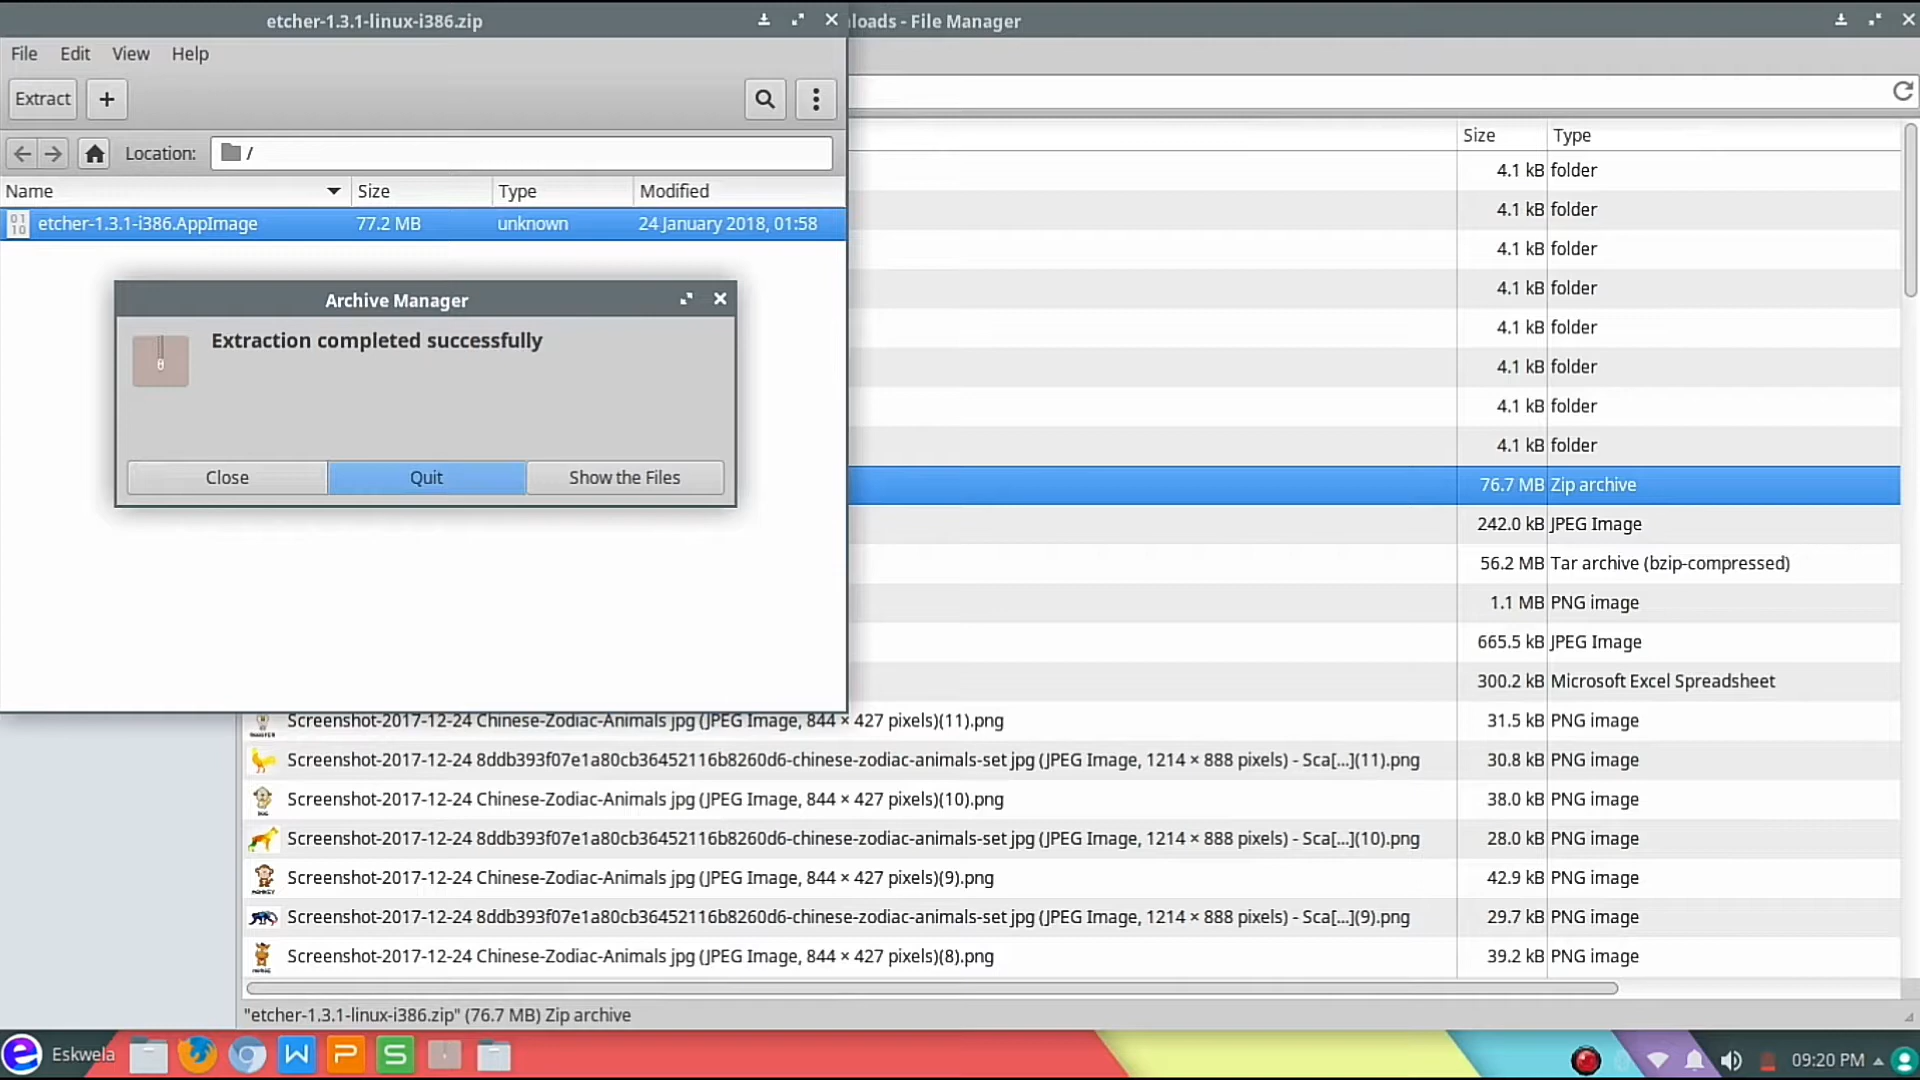 etcher-1.3.1-linux-i386.zip
loads - File Manager
File Edit View Help
Extract +
Location: /
Name Size Type Modified
etcher-1.3.1-i386.AppImage 77.2 MB unknown 24 January 2018, 01:58
Archive Manager
Extraction completed successfully
Close Quit Show the Files
Size Type
4.1 kB folder
4.1 kB folder
4.1 kB folder
4.1 kB folder
4.1 kB folder
4.1 kB folder
4.1 kB folder
4.1 kB folder
76.7 MB Zip archive
242.0 kB JPEG Image
56.2 MB Tar archive (bzip-compressed)
1.1 MB PNG image
665.5 kB JPEG Image
300.2 kB Microsoft Excel Spreadsheet
Screenshot-2017-12-24 Chinese-Zodiac-Animals jpg (JPEG Image, 844 × 427 pixels)(11).png 31.5 kB PNG image
Screenshot-2017-12-24 8ddb393f07e1a80cb36452116b8260d6-chinese-zodiac-animals-set jpg (JPEG Image, 1214 × 888 pixels) - Sca[...](11).png 30.8 kB PNG image
Screenshot-2017-12-24 Chinese-Zodiac-Animals jpg (JPEG Image, 844 × 427 pixels)(10).png 38.0 kB PNG image
Screenshot-2017-12-24 8ddb393f07e1a80cb36452116b8260d6-chinese-zodiac-animals-set jpg (JPEG Image, 1214 × 888 pixels) - Sca[...](10).png 28.0 kB PNG image
Screenshot-2017-12-24 Chinese-Zodiac-Animals jpg (JPEG Image, 844 × 427 pixels)(9).png 42.9 kB PNG image
Screenshot-2017-12-24 8ddb393f07e1a80cb36452116b8260d6-chinese-zodiac-animals-set jpg (JPEG Image, 1214 × 888 pixels) - Sca[...](9).png 29.7 kB PNG image
Screenshot-2017-12-24 Chinese-Zodiac-Animals jpg (JPEG Image, 844 × 427 pixels)(8).png 39.2 kB PNG image
"etcher-1.3.1-linux-i386.zip" (76.7 MB) Zip archive
Eskwela W P S 09:20 PM